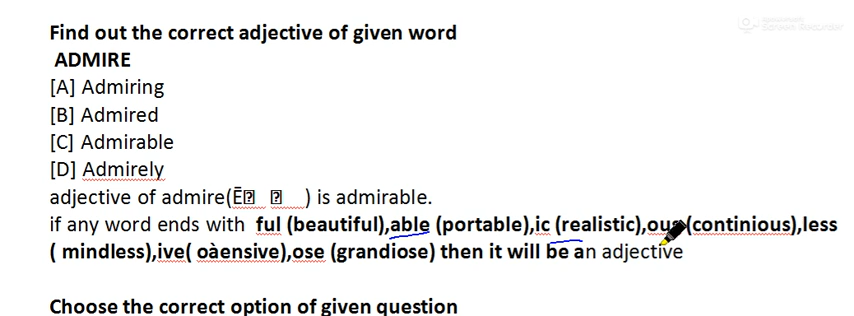 Find out the correct adjective of given word
Screen Recorder
ADMIRE
[A] Admiring
[B] Admired
[C] Admirable
[D] Admirely
adjective of admire(Ē ) is admirable.
if any word ends with ful (beautiful),able (portable),ic (realistic),ous (continious),less
( mindless),ive( oàensive),ose (grandiose) then it will be an adjective
Choose the correct option of given question